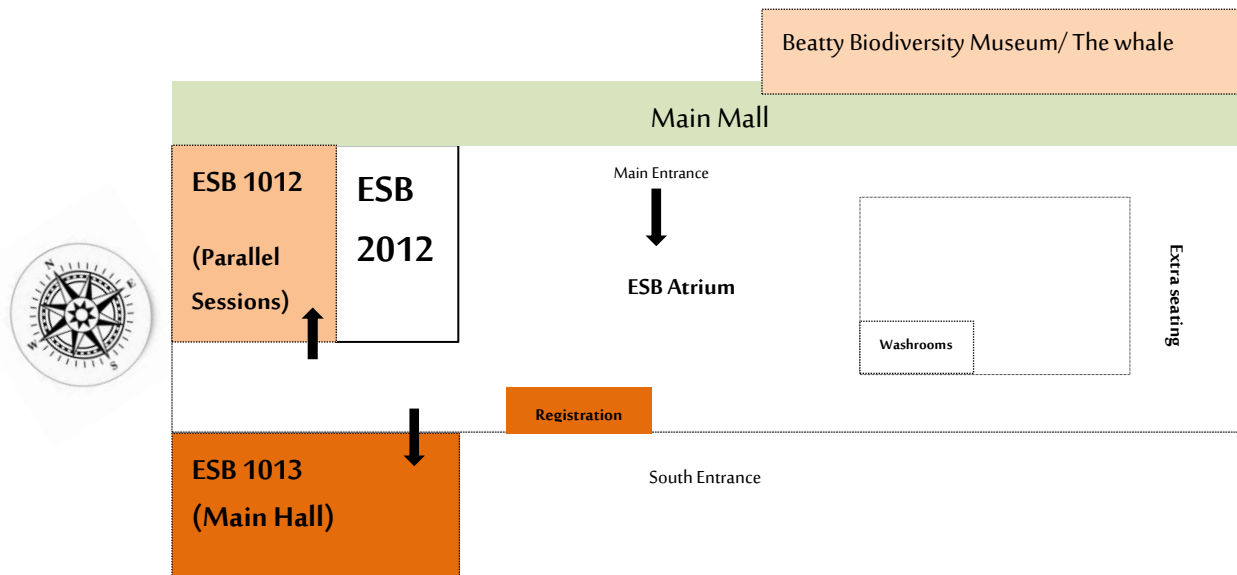 Beatty Biodiversity Museum/ The whale
Main Mall
ESB 1012
(Parallel
Sessions)
ESB
2012
Main Entrance
ESB Atrium
Extra seating
Washrooms
N
E
W
S
Registration
ESB 1013
(Main Hall)
South Entrance